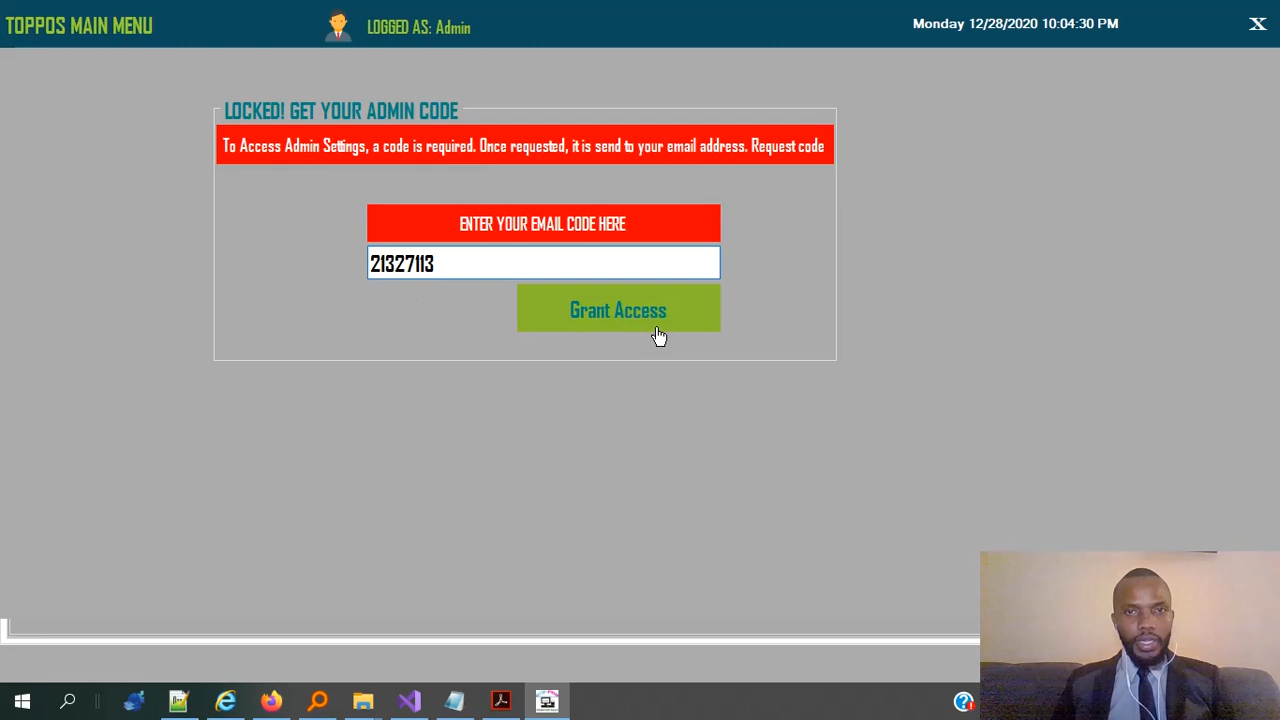 TOPPOS MAIN MENU
LOGGED AS: Admin
Monday 12/28/2020 10:04:30 PM
X
LOCKED! GET YOUR ADMIN CODE
To Access Admin Settings, a code is required. Once requested, it is send to your email address. Request code
ENTER YOUR EMAIL CODE HERE
21327113
Grant Access